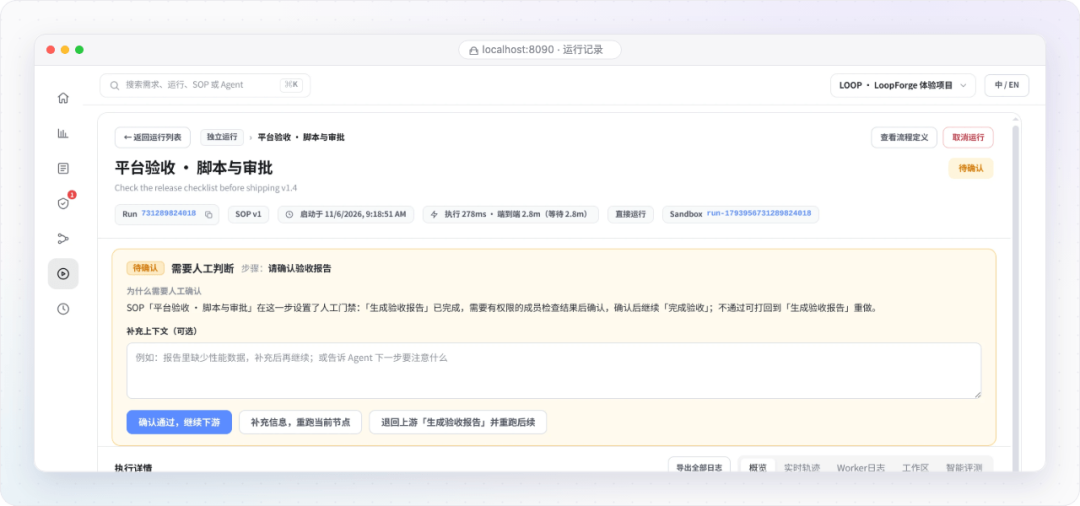 localhost:8090 · 运行记录
搜索需求、运行、SOP 或 Agent ⌘K
LOOP · LoopForge 体验项目
中 / EN
1
← 返回运行列表 独立运行 › 平台验收 · 脚本与审批
查看流程定义 取消运行
平台验收 · 脚本与审批
待确认
Check the release checklist before shipping v1.4
Run 731289824018 SOP v1 启动于 11/6/2026, 9:18:51 AM 执行 278ms · 端到端 2.8m（等待 2.8m） 直接运行 Sandbox run-1793956731289824018
待确认 需要人工判断 步骤：请确认验收报告
为什么需要人工确认
SOP「平台验收 · 脚本与审批」在这一步设置了人工门禁：「生成验收报告」已完成，需要有权限的成员检查结果后确认，确认后继续「完成验收」；不通过可打回到「生成验收报告」重做。
补充上下文（可选）
例如：报告里缺少性能数据，补充后再继续；或告诉 Agent 下一步要注意什么
确认通过，继续下游 补充信息，重跑当前节点 退回上游「生成验收报告」并重跑后续
执行详情
导出全部日志 概览 实时轨迹 Worker日志 工作区 智能评测